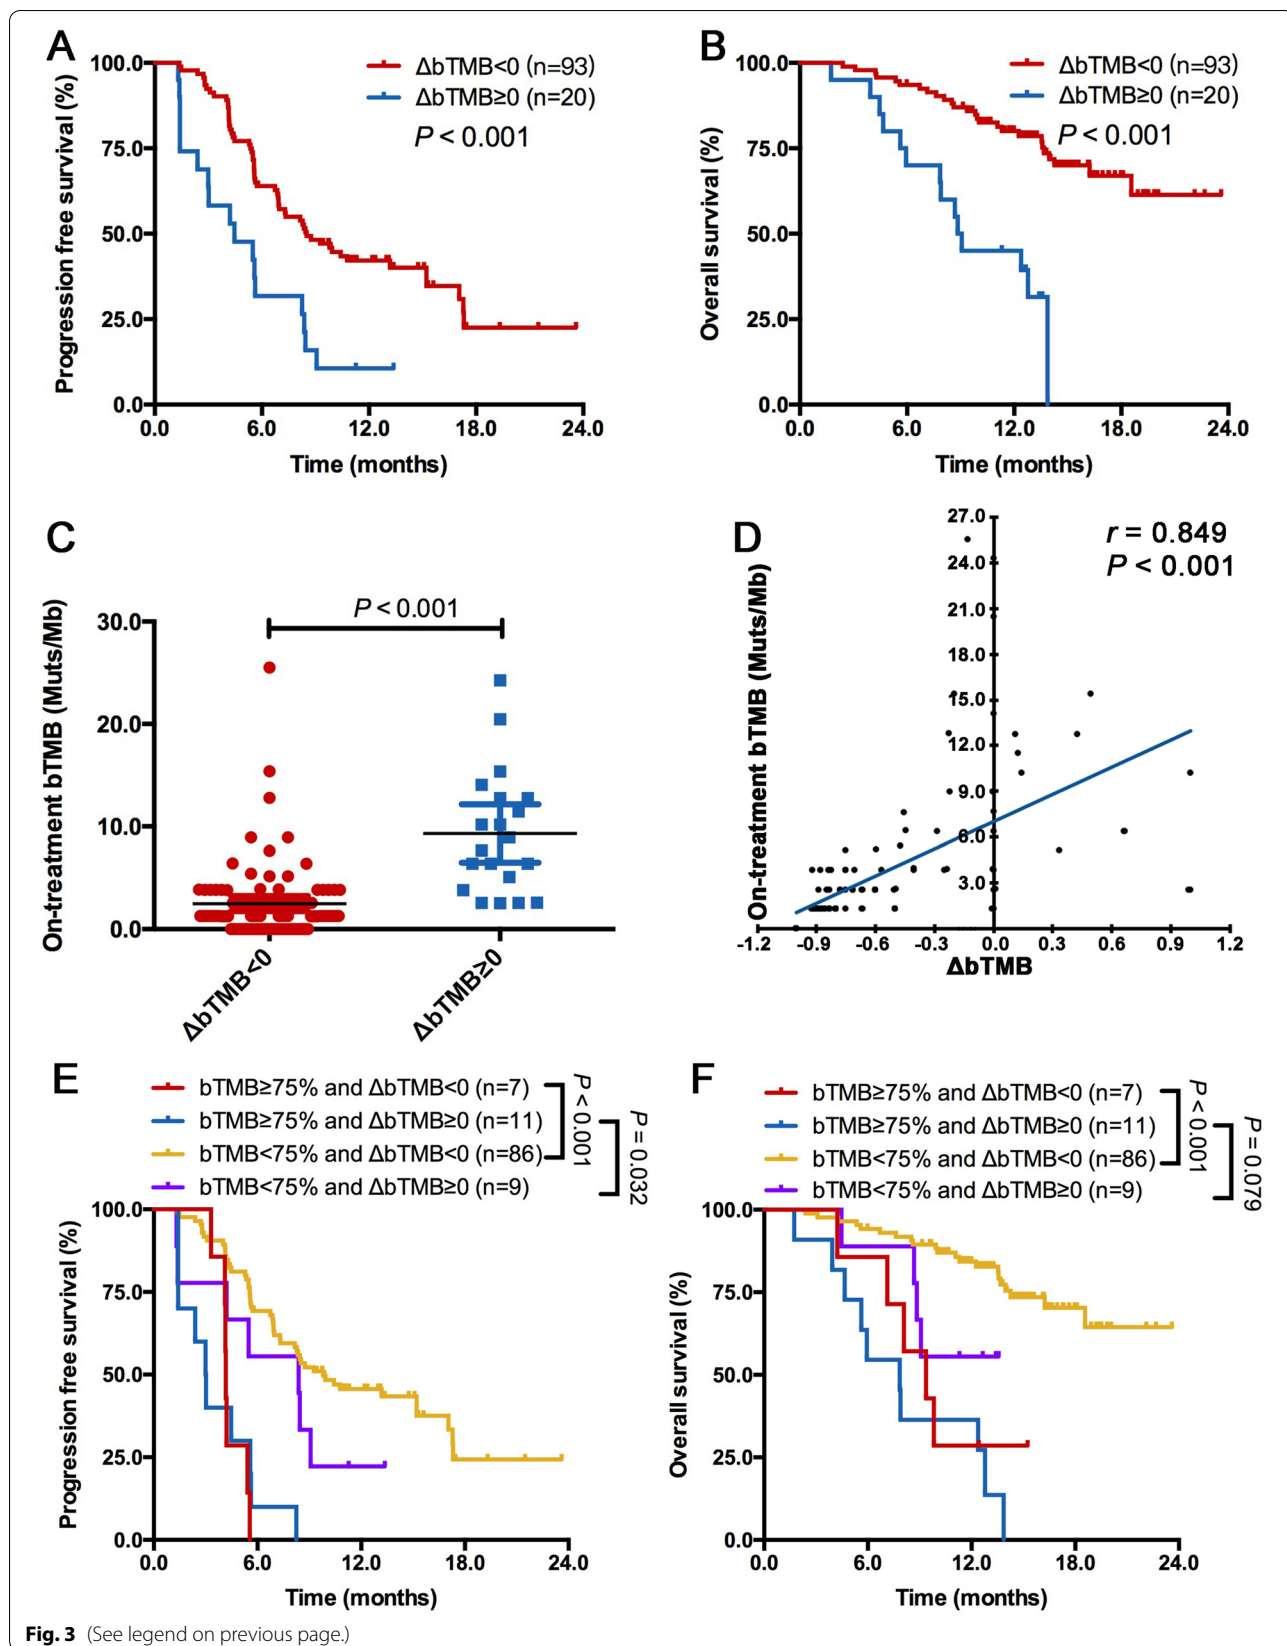 A
100.0
75.0
50.0
25.0
0.0
Progression free survival (%)
ΔbTMB<0 (n=93)
ΔbTMB≥0 (n=20)
P < 0.001
0.0 6.0 12.0 18.0 24.0
Time (months)
B
100.0
75.0
50.0
25.0
0.0
Overall survival (%)
ΔbTMB<0 (n=93)
ΔbTMB≥0 (n=20)
P < 0.001
0.0 6.0 12.0 18.0 24.0
Time (months)
C
On-treatment bTMB (Muts/Mb)
P < 0.001
30.0
20.0
10.0
0.0
ΔbTMB<0
ΔbTMB≥0
D
On-treatment bTMB (Muts/Mb)
r = 0.849
P < 0.001
27.0
24.0
21.0
18.0
15.0
12.0
9.0
6.0
3.0
-1.2 -0.9 -0.6 -0.3 0.0 0.3 0.6 0.9 1.2
ΔbTMB
E
bTMB≥75% and ΔbTMB<0 (n=7)
bTMB≥75% and ΔbTMB≥0 (n=11)
bTMB<75% and ΔbTMB<0 (n=86)
bTMB<75% and ΔbTMB≥0 (n=9)
P < 0.001
P = 0.032
100.0
75.0
50.0
25.0
0.0
Progression free survival (%)
0.0 6.0 12.0 18.0 24.0
Time (months)
F
bTMB≥75% and ΔbTMB<0 (n=7)
bTMB≥75% and ΔbTMB≥0 (n=11)
bTMB<75% and ΔbTMB<0 (n=86)
bTMB<75% and ΔbTMB≥0 (n=9)
P < 0.001
P = 0.079
100.0
75.0
50.0
25.0
0.0
Overall survival (%)
0.0 6.0 12.0 18.0 24.0
Time (months)
Fig. 3 (See legend on previous page.)